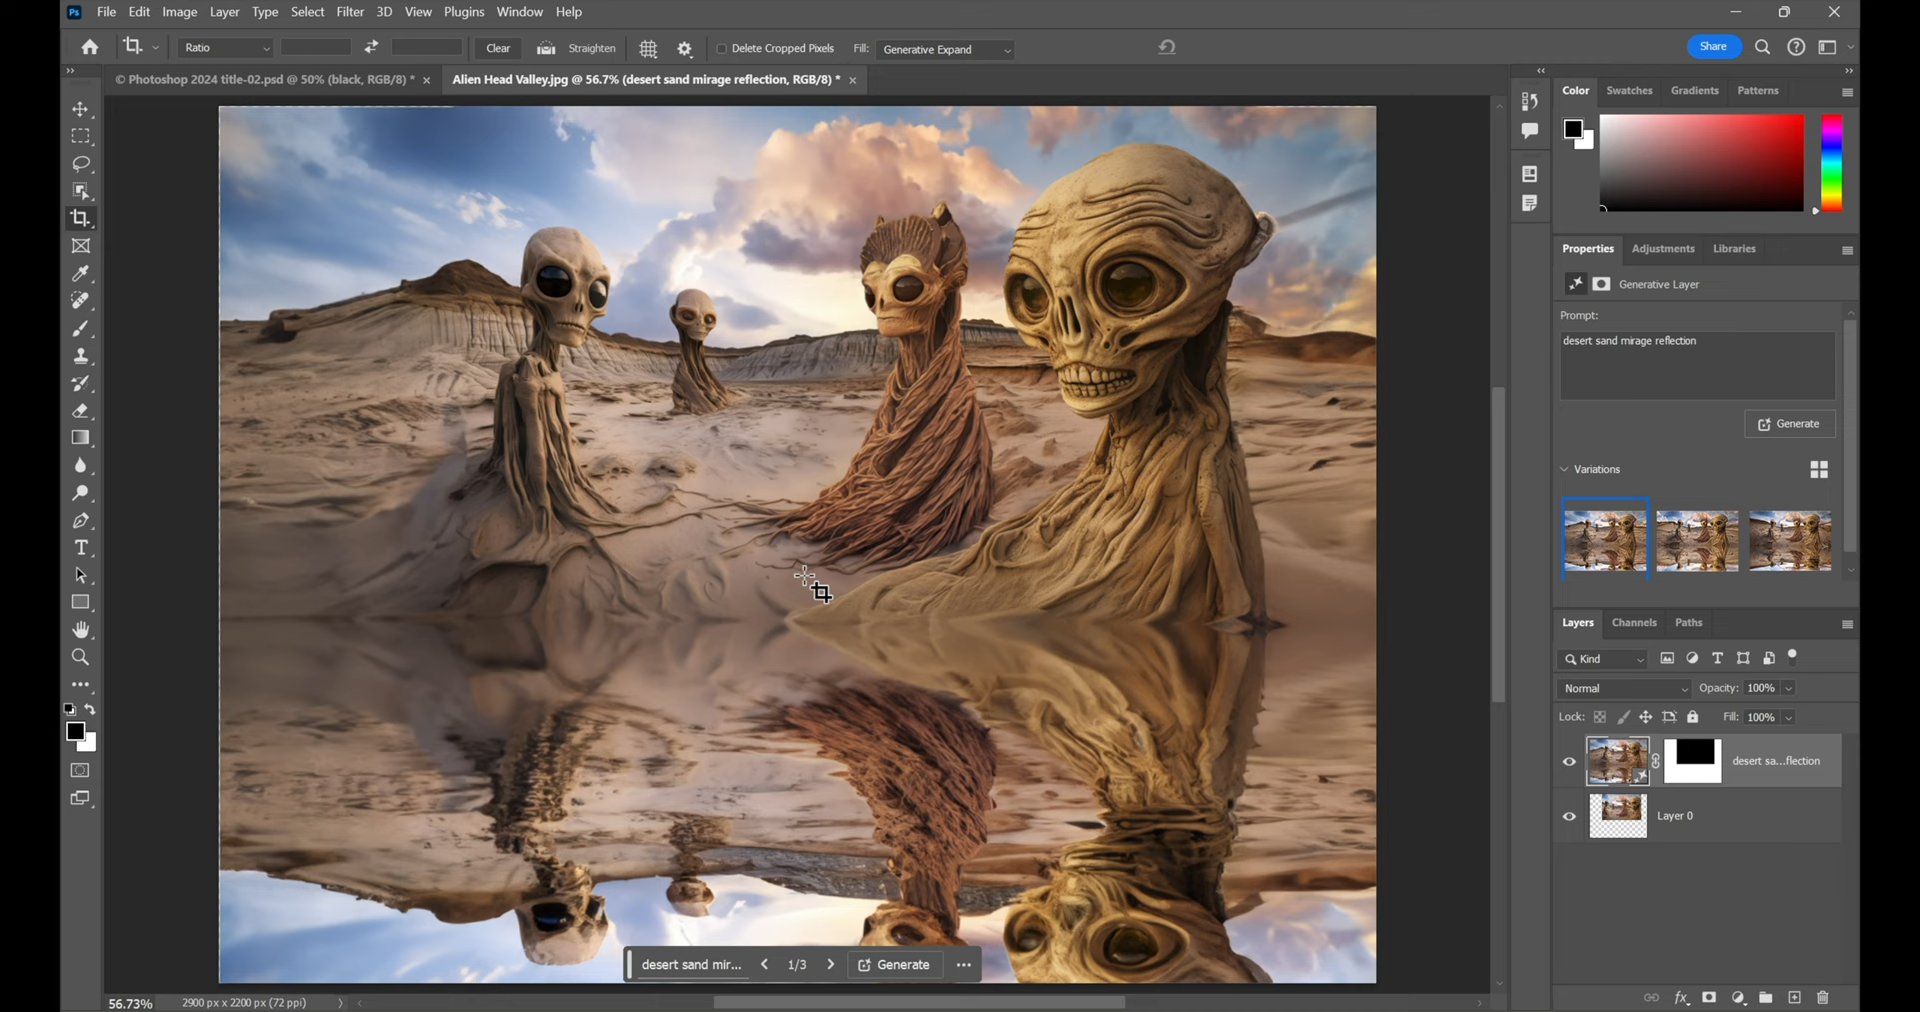 Ps File Edit Image Layer Type Select Filter 3D View Plugins Window Help
Ratio Clear Straighten Delete Cropped Pixels Fill: Generative Expand Share
© Photoshop 2024 title-02.psd @ 50% (black, RGB/8) * × Alien Head Valley.jpg @ 56.7% (desert sand mirage reflection, RGB/8) * ×
Color Swatches Gradients Patterns
Properties Adjustments Libraries
Generative Layer
Prompt:
desert sand mirage reflection
Generate
Variations
Layers Channels Paths
Kind
Normal Opacity: 100%
Lock: Fill: 100%
desert sa...flection
Layer 0
desert sand mir... 1/3 Generate
56.73% 2900 px x 2200 px (72 ppi)
fx